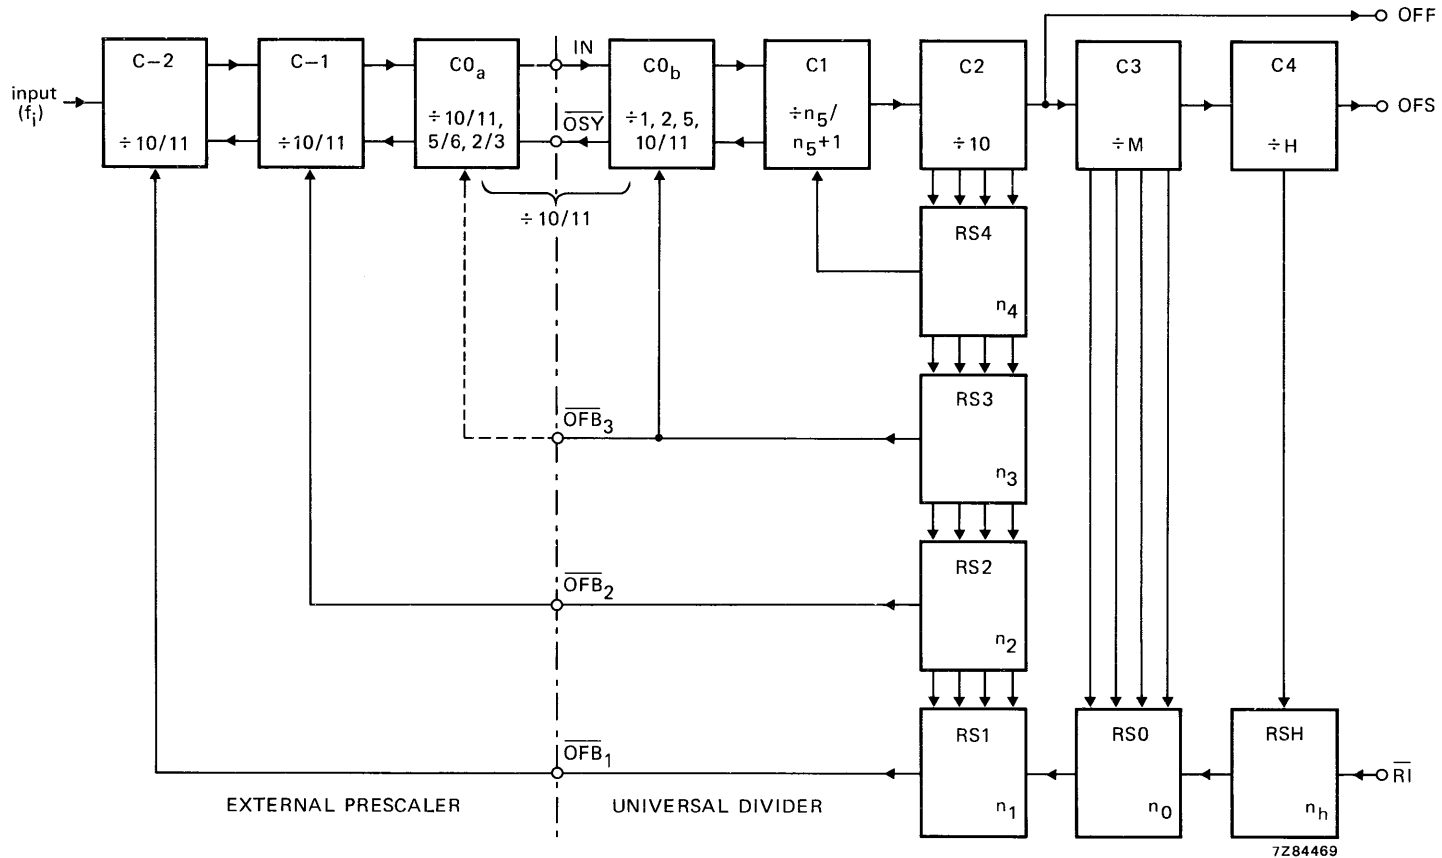 OFF
IN
C−2
C−1
C0a
C0b
C1
C2
C3
C4
input
(fi)
OFS
÷10/11,
÷1, 2, 5,
÷n5/
OSY
÷10/11
÷10/11
5/6, 2/3
10/11
n5+1
÷10
÷M
÷H
÷10/11
RS4
n4
RS3
OFB3
n3
RS2
OFB2
n2
RS1
RS0
RSH
OFB1
RI
EXTERNAL PRESCALER
UNIVERSAL DIVIDER
n1
n0
nh
7Z84469